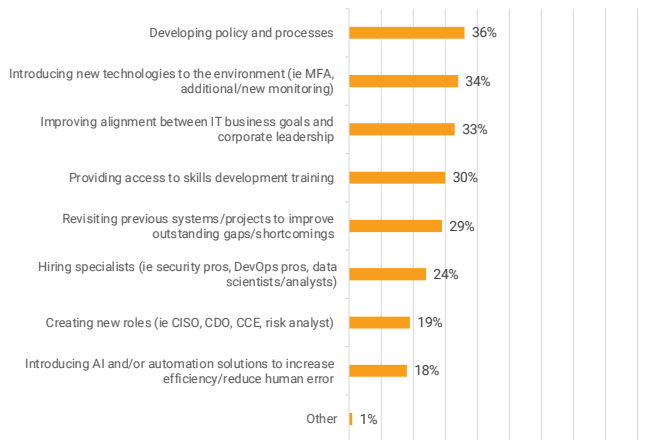 Developing policy and processes 36%
Introducing new technologies to the environment (ie MFA,
additional/new monitoring) 34%
Improving alignment between IT business goals and
corporate leadership 33%
Providing access to skills development training 30%
Revisiting previous systems/projects to improve
outstanding gaps/shortcomings 29%
Hiring specialists (ie security pros, DevOps pros, data
scientists/analysts) 24%
Creating new roles (ie CISO, CDO, CCE, risk analyst) 19%
Introducing AI and/or automation solutions to increase
efficiency/reduce human error 18%
Other 1%